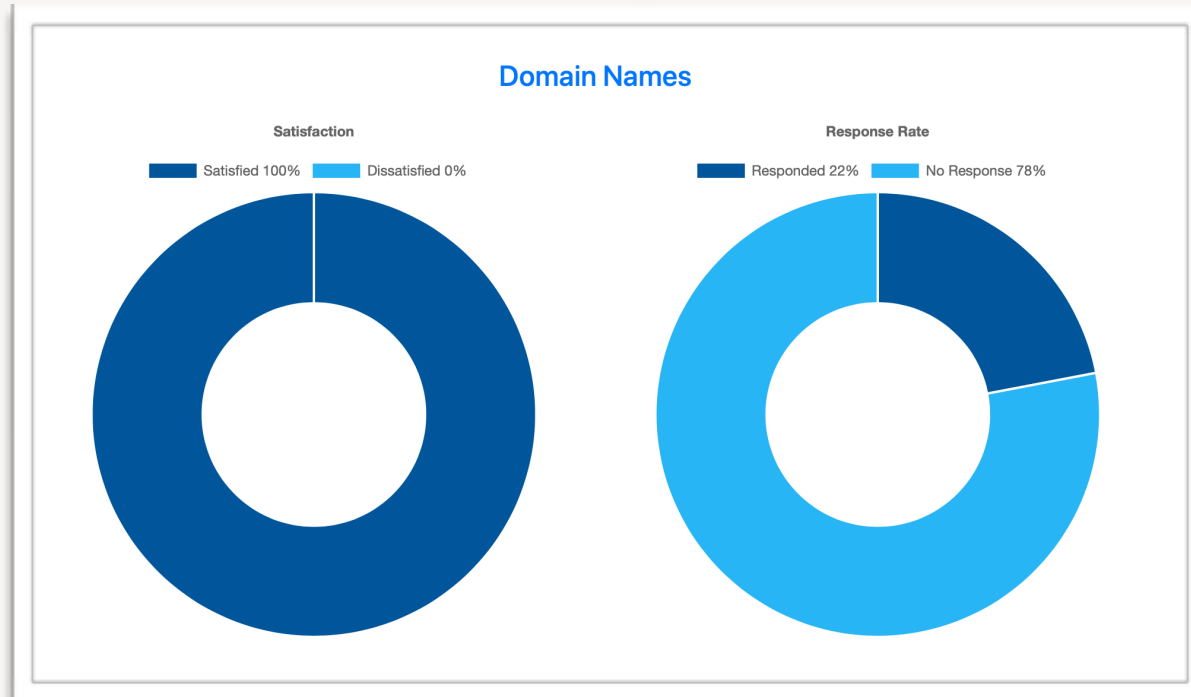 Domain Names
Satisfaction
Satisfied 100% Dissatisfied 0%
Response Rate
Responded 22% No Response 78%